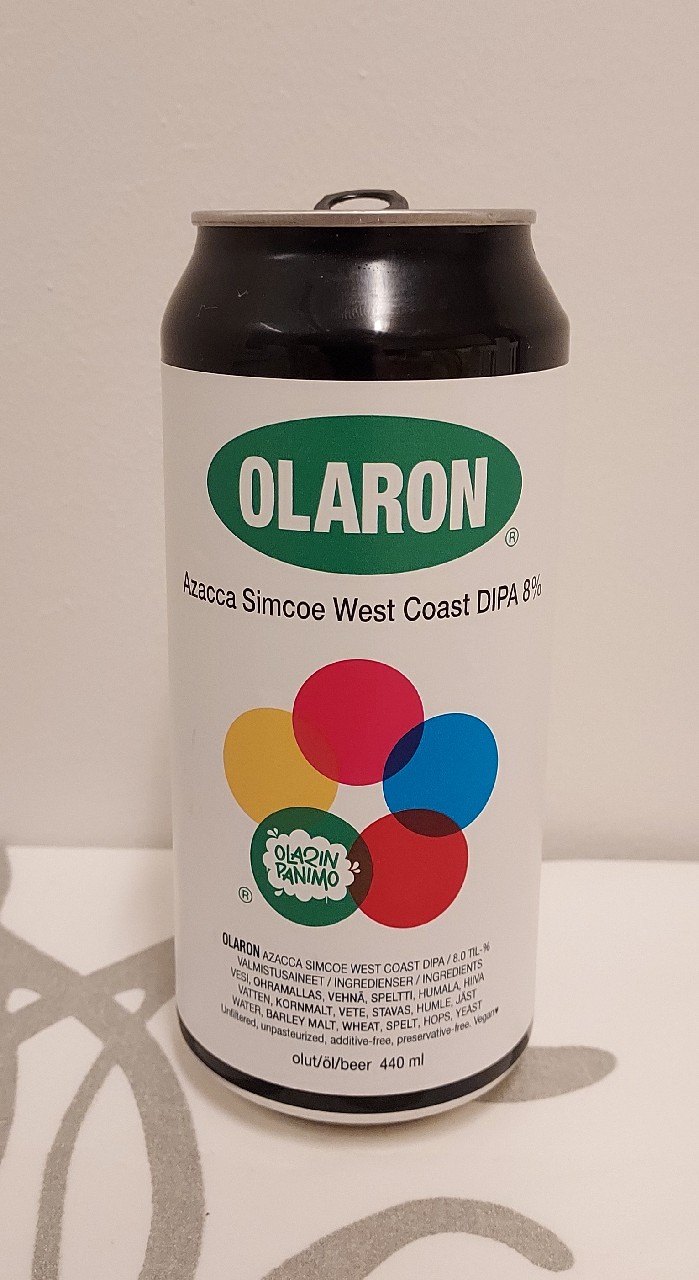 OLARON
®
Azacca Simcoe West Coast DIPA 8%
OLARIN
PANIMO
®
OLARON AZACCA SIMCOE WEST COAST DIPA / 8.0 TIL-%
VALMISTUSAINEET / INGREDIENSER / INGREDIENTS
VESI, OHRAMALLAS, VEHNÄ, SPELTTI, HUMALA, HIIVA
VATTEN, KORNMALT, VETE, STAVAS, HUMLE, JÄST
WATER, BARLEY MALT, WHEAT, SPELT, HOPS, YEAST
Unfiltered, unpasteurized, additive-free, preservative-free. Vegan♥
olut/öl/beer 440 ml